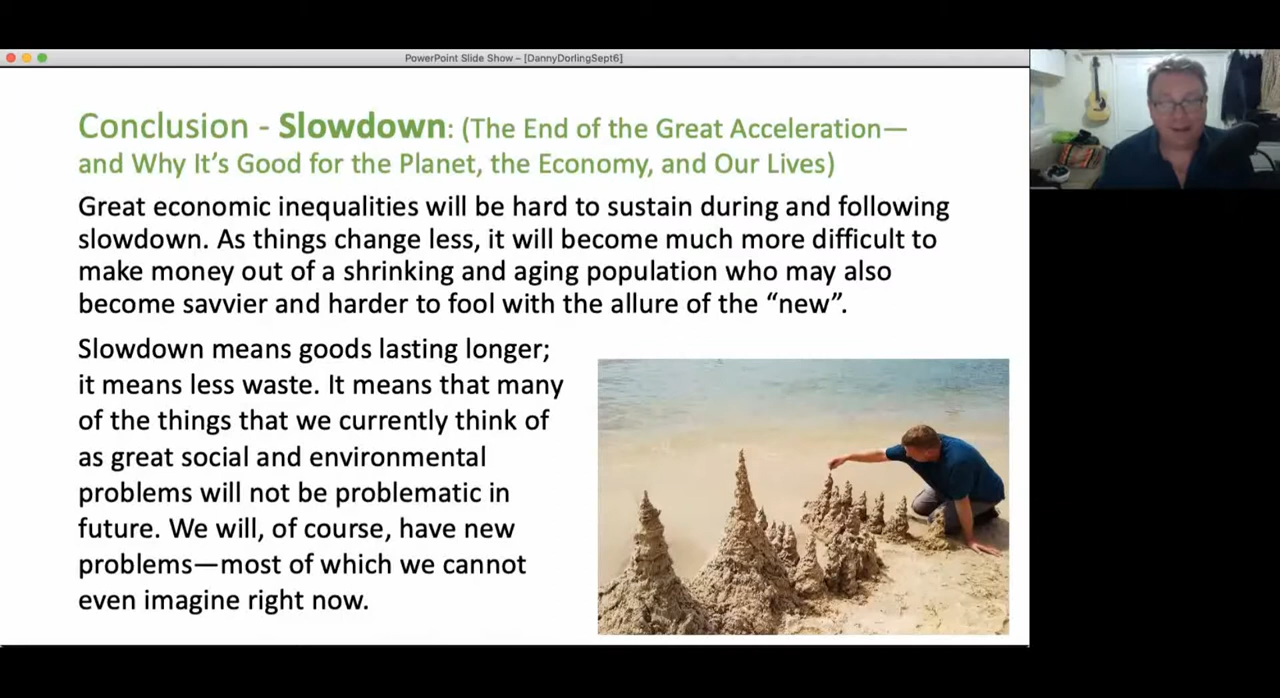 PowerPoint Slide Show – [DannyDorlingSept6]
Conclusion - Slowdown: (The End of the Great Acceleration—
and Why It’s Good for the Planet, the Economy, and Our Lives)
Great economic inequalities will be hard to sustain during and following
slowdown. As things change less, it will become much more difficult to
make money out of a shrinking and aging population who may also
become savvier and harder to fool with the allure of the “new”.
Slowdown means goods lasting longer;
it means less waste. It means that many
of the things that we currently think of
as great social and environmental
problems will not be problematic in
future. We will, of course, have new
problems—most of which we cannot
even imagine right now.